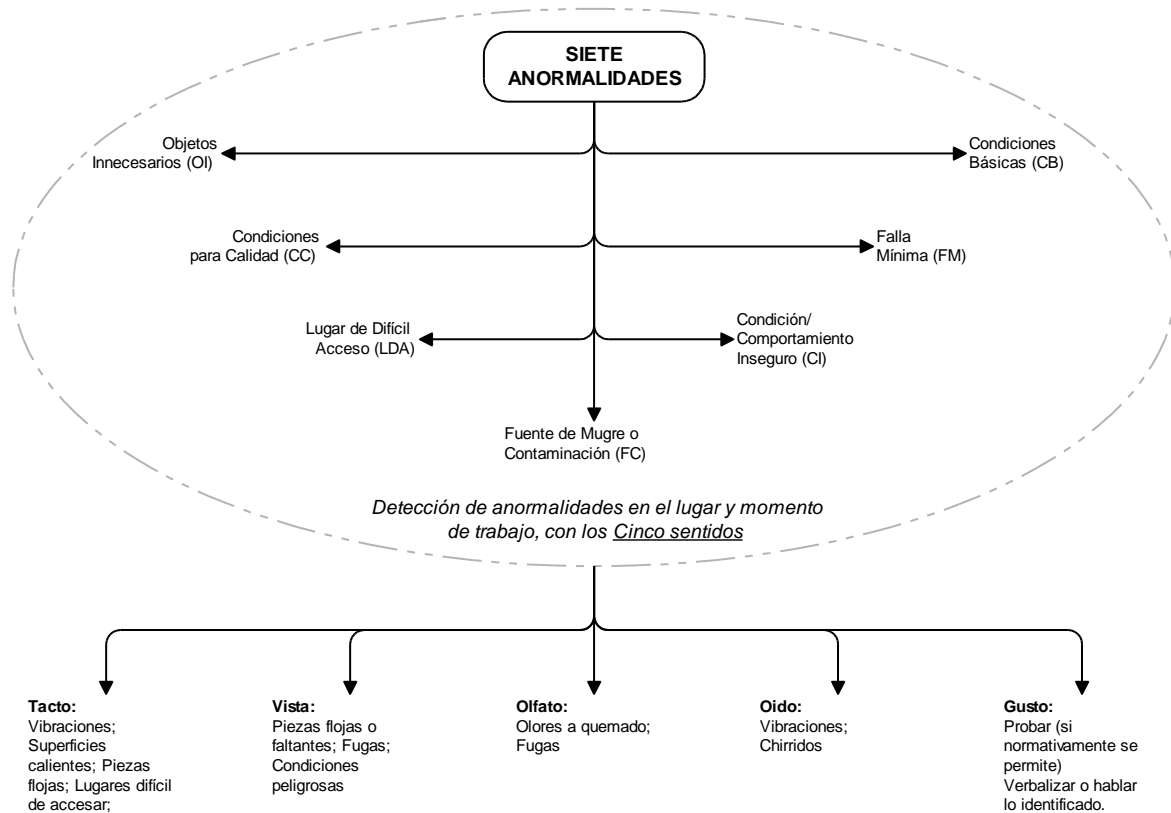 SIETE
ANORMALIDADES
Objetos
Innecesarios (OI)
Condiciones
Básicas (CB)
Condiciones
para Calidad (CC)
Falla
Mínima (FM)
Lugar de Difícil
Acceso (LDA)
Condición/
Comportamiento
Inseguro (CI)
Fuente de Mugre o
Contaminación (FC)
Detección de anormalidades en el lugar y momento
de trabajo, con los Cinco sentidos
Tacto:
Vibraciones;
Superficies
calientes; Piezas
flojas; Lugares difícil
de accesar;
Vista:
Piezas flojas o
faltantes; Fugas;
Condiciones
peligrosas
Olfato:
Olores a quemado;
Fugas
Oido:
Vibraciones;
Chirridos
Gusto:
Probar (si
normativamente se
permite)
Verbalizar o hablar
lo identificado.